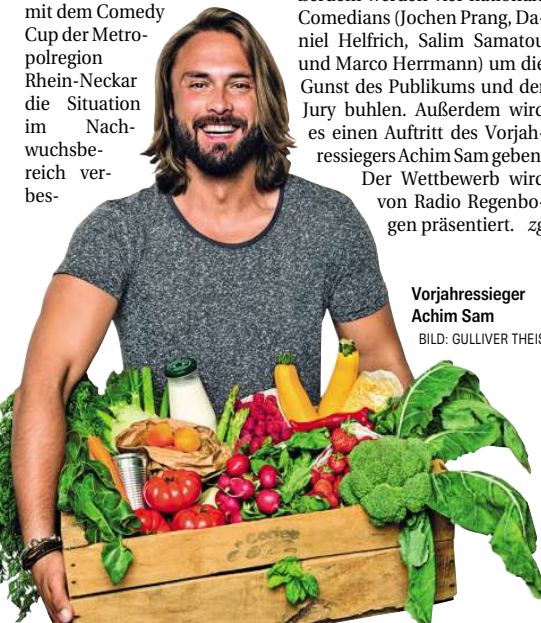 mit dem Comedy
Cup der Metro-
polregion
Rhein-Neckar
die Situation
im Nach-
wuchsbe-
reich ver-
bes-
Comedians (Jochen Prang, Da-
niel Helfrich, Salim Samatou
und Marco Herrmann) um die
Gunst des Publikums und der
Jury buhlen. Außerdem wird
es einen Auftritt des Vorjah-
ressiegers Achim Sam geben.
Der Wettbewerb wird
von Radio Regenbo-
gen präsentiert. zg
Vorjahressieger
Achim Sam
BILD: GULLIVER THEIS